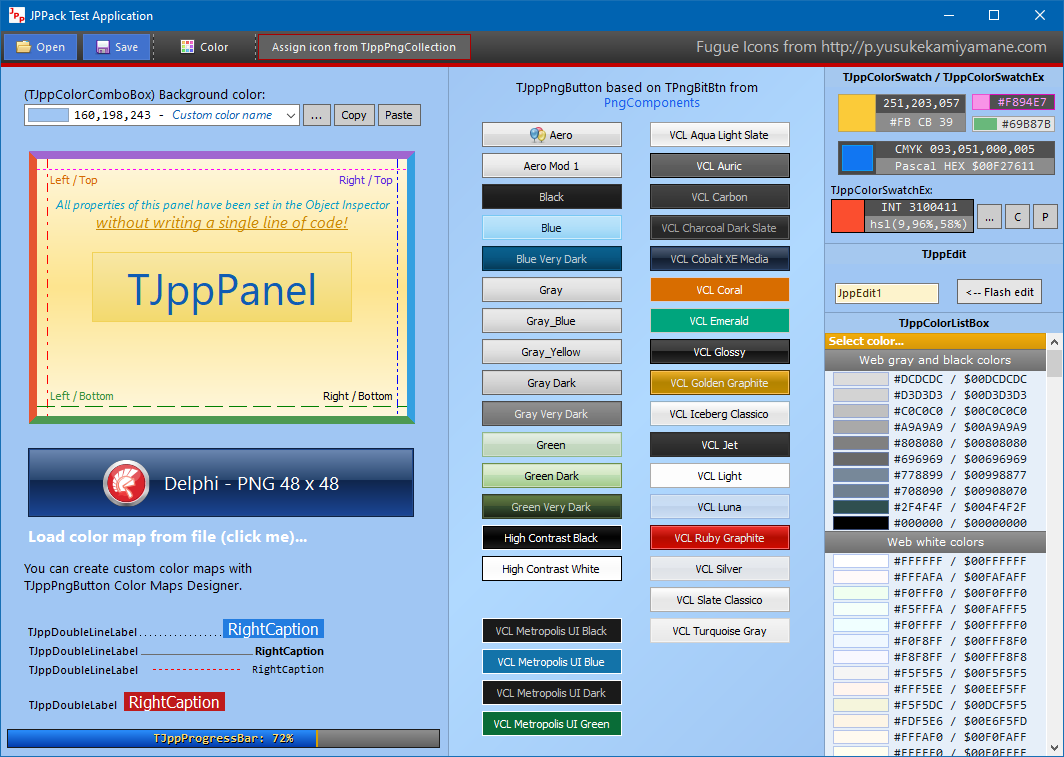 JPPack Test Application
Open
Save
Color
Assign icon from TJppPngCollection
Fugue Icons from http://p.yusukekamiyamane.com
(TJppColorComboBox) Background color:
160,198,243 - Custom color name
...
Copy
Paste
Left / Top
Right / Top
All properties of this panel have been set in the Object Inspector
without writing a single line of code!
TJppPanel
Left / Bottom
Right / Bottom
Delphi - PNG 48 x 48
Load color map from file (click me)...
You can create custom color maps with
TJppPngButton Color Maps Designer.
TJppDoubleLineLabel RightCaption
TJppDoubleLineLabel RightCaption
TJppDoubleLineLabel RightCaption
TJppDoubleLabel RightCaption
TJppProgressBar: 72%
TJppPngButton based on TPngBitBtn from
PngComponents
Aero
Aero Mod 1
Black
Blue
Blue Very Dark
Gray
Gray_Blue
Gray_Yellow
Gray Dark
Gray Very Dark
Green
Green Dark
Green Very Dark
High Contrast Black
High Contrast White
VCL Metropolis UI Black
VCL Metropolis UI Blue
VCL Metropolis UI Dark
VCL Metropolis UI Green
VCL Aqua Light Slate
VCL Auric
VCL Carbon
VCL Charcoal Dark Slate
VCL Cobalt XE Media
VCL Coral
VCL Emerald
VCL Glossy
VCL Golden Graphite
VCL Iceberg Classico
VCL Jet
VCL Light
VCL Luna
VCL Ruby Graphite
VCL Silver
VCL Slate Classico
VCL Turquoise Gray
TJppColorSwatch / TJppColorSwatchEx
251,203,057
#FB CB 39
#F894E7
#69B87B
CMYK 093,051,000,005
Pascal HEX $00F27611
TJppColorSwatchEx:
INT 3100411
hsl(9,96%,58%)
...
C
P
TJppEdit
JppEdit1
<-- Flash edit
TJppColorListBox
Select color...
Web gray and black colors
#DCDCDC / $00DCDCDC
#D3D3D3 / $00D3D3D3
#C0C0C0 / $00C0C0C0
#A9A9A9 / $00A9A9A9
#808080 / $00808080
#696969 / $00696969
#778899 / $00998877
#708090 / $00908070
#2F4F4F / $004F4F2F
#000000 / $00000000
Web white colors
#FFFFFF / $00FFFFFF
#FFFAFA / $00FAFAFF
#F0FFF0 / $00F0FFF0
#F5FFFA / $00FAFFF5
#F0FFFF / $00FFFFF0
#F0F8FF / $00FFF8F0
#F8F8FF / $00FFF8F8
#F5F5F5 / $00F5F5F5
#FFF5EE / $00EEF5FF
#F5F5DC / $00DCF5F5
#FDF5E6 / $00E6F5FD
#FFFAF0 / $00F0FAFF
#FFFFF0 / $00F0FFFF